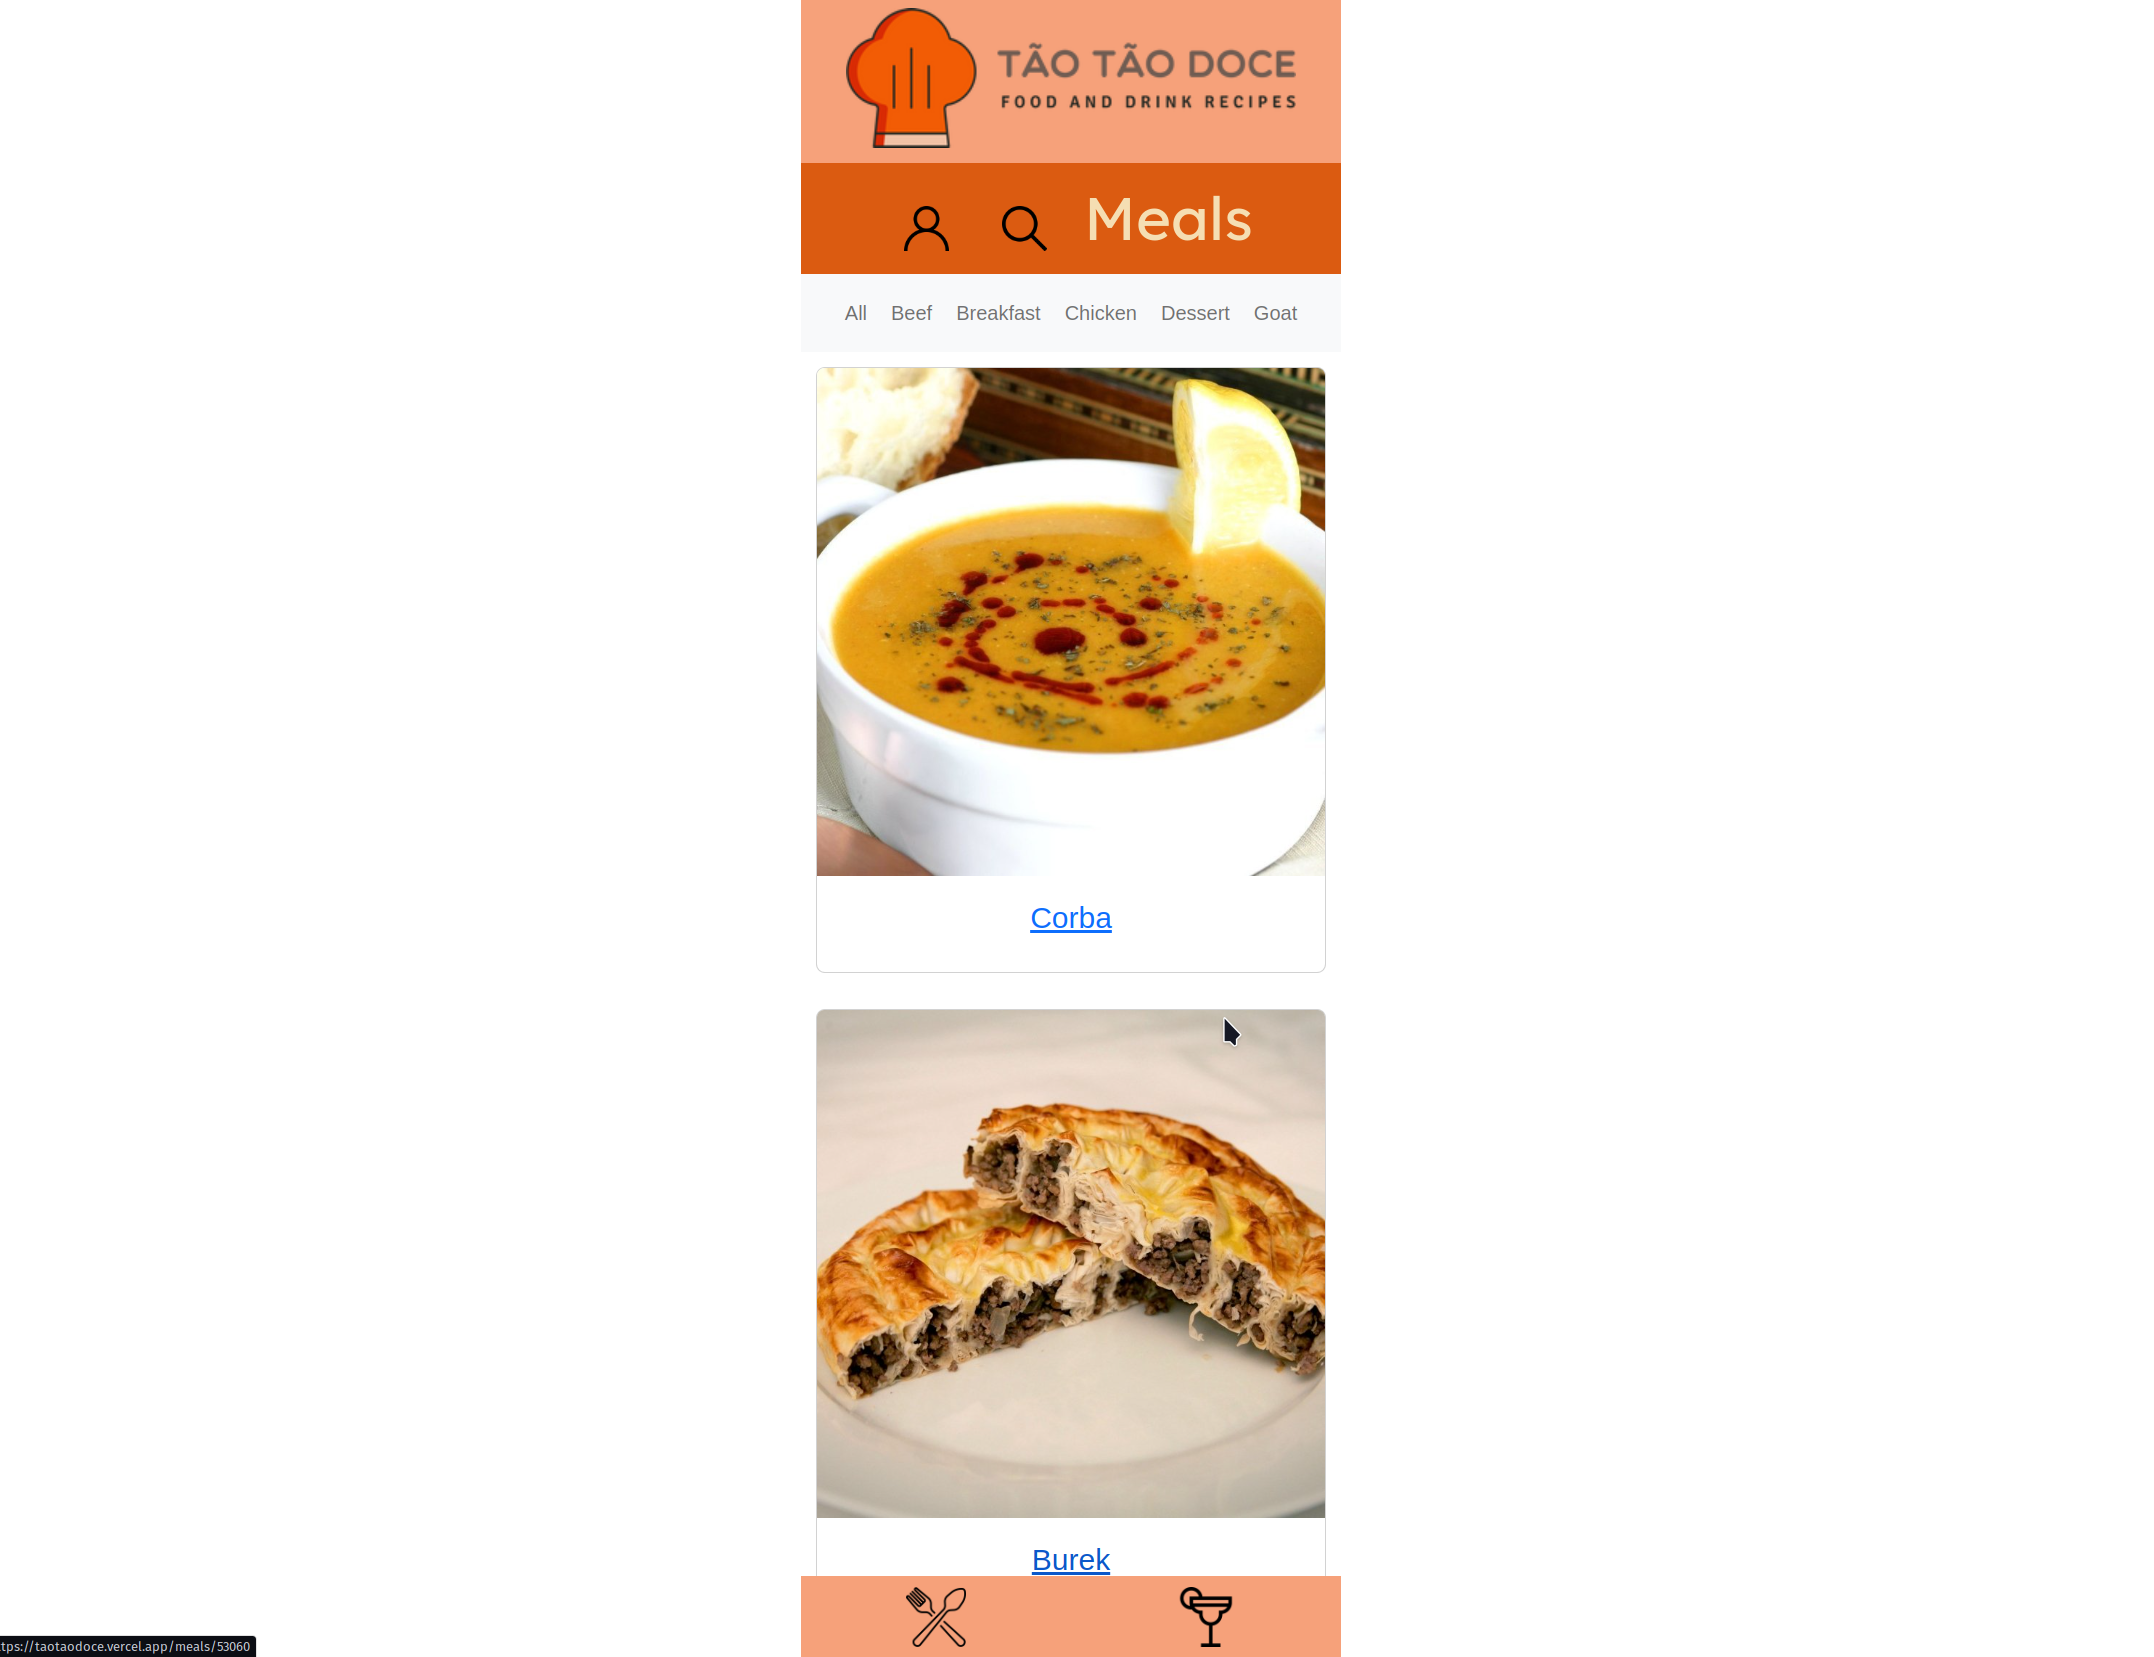 TÃO TÃO DOCE
FOOD AND DRINK RECIPES
Meals
All Beef Breakfast Chicken Dessert Goat
Corba
Burek
tps://taotaodoce.vercel.app/meals/53060